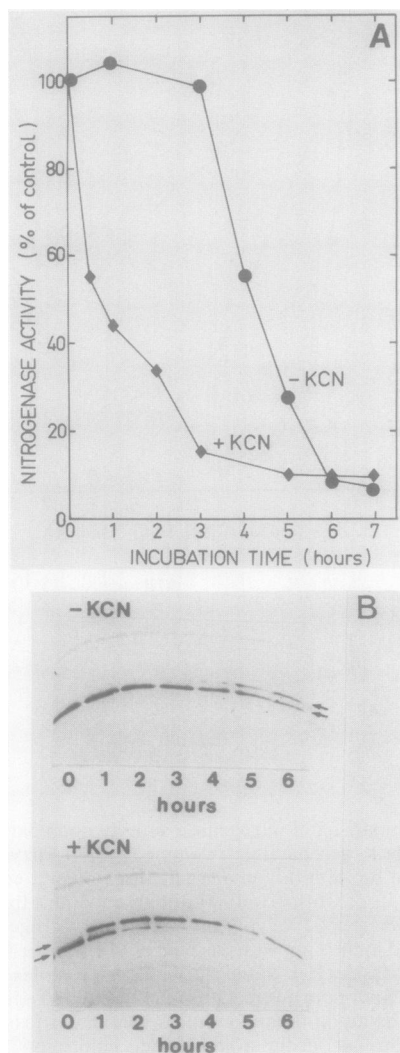 A
NITROGENASE ACTIVITY (% of control)
100
80
60
40
20
0
- KCN
+ KCN
0 1 2 3 4 5 6 7
INCUBATION TIME (hours)
B
- KCN
0 1 2 3 4 5 6
hours
+ KCN
0 1 2 3 4 5 6
hours